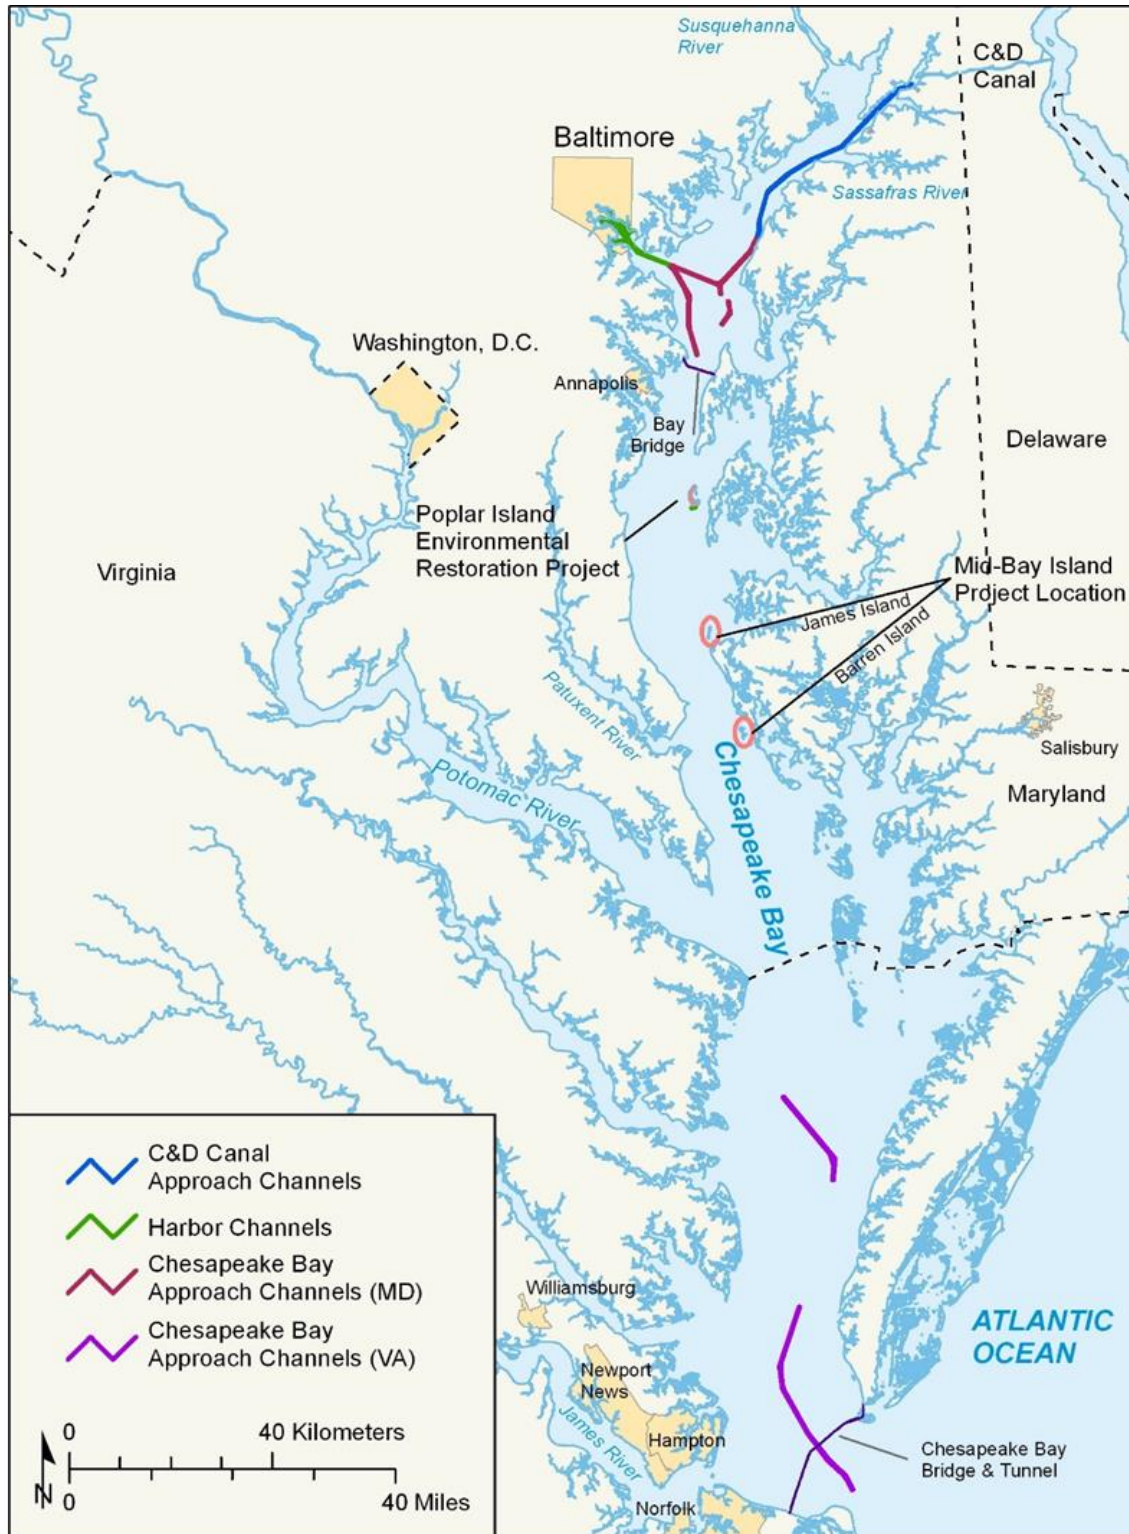 Susquehanna
River
C&D
Canal
Baltimore
Sassafras River
Washington, D.C.
Annapolis
Bay
Bridge
Delaware
Poplar Island
Environmental
Restoration Project
Virginia
Mid-Bay Island
Project Location
James Island
Barren Island
Patuxent River
Salisbury
Potomac River
Chesapeake Bay
Maryland
C&D Canal
Approach Channels
Harbor Channels
Chesapeake Bay
Approach Channels (MD)
Chesapeake Bay
Approach Channels (VA)
0 40 Kilometers
N
0 40 Miles
Williamsburg
Newport
News
James River
Hampton
Norfolk
ATLANTIC
OCEAN
Chesapeake Bay
Bridge & Tunnel